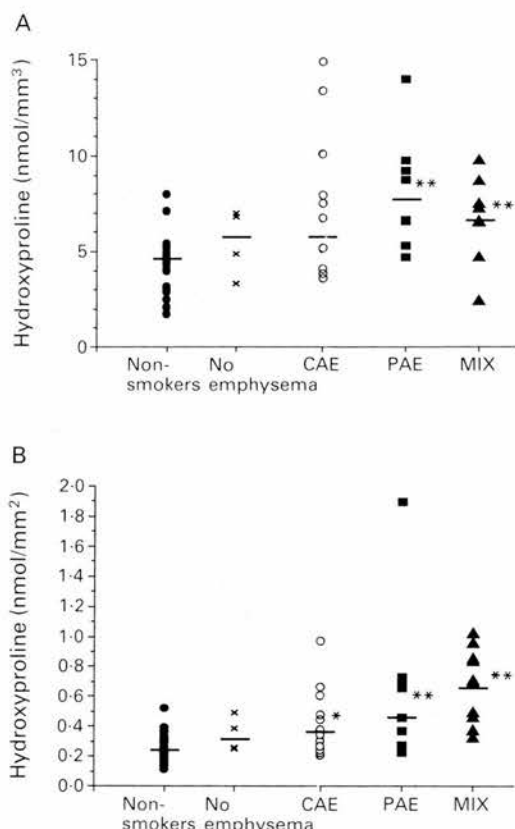 A
Hydroxyproline (nmol/mm³)
15
10
5
0
**
**
Non-smokers
No emphysema
CAE
PAE
MIX
B
Hydroxyproline (nmol/mm²)
2·0
1·8
1·6
1·4
1·2
1·0
0·8
0·6
0·4
0·2
0·0
*
**
**
Non-smokers
No emphysema
CAE
PAE
MIX